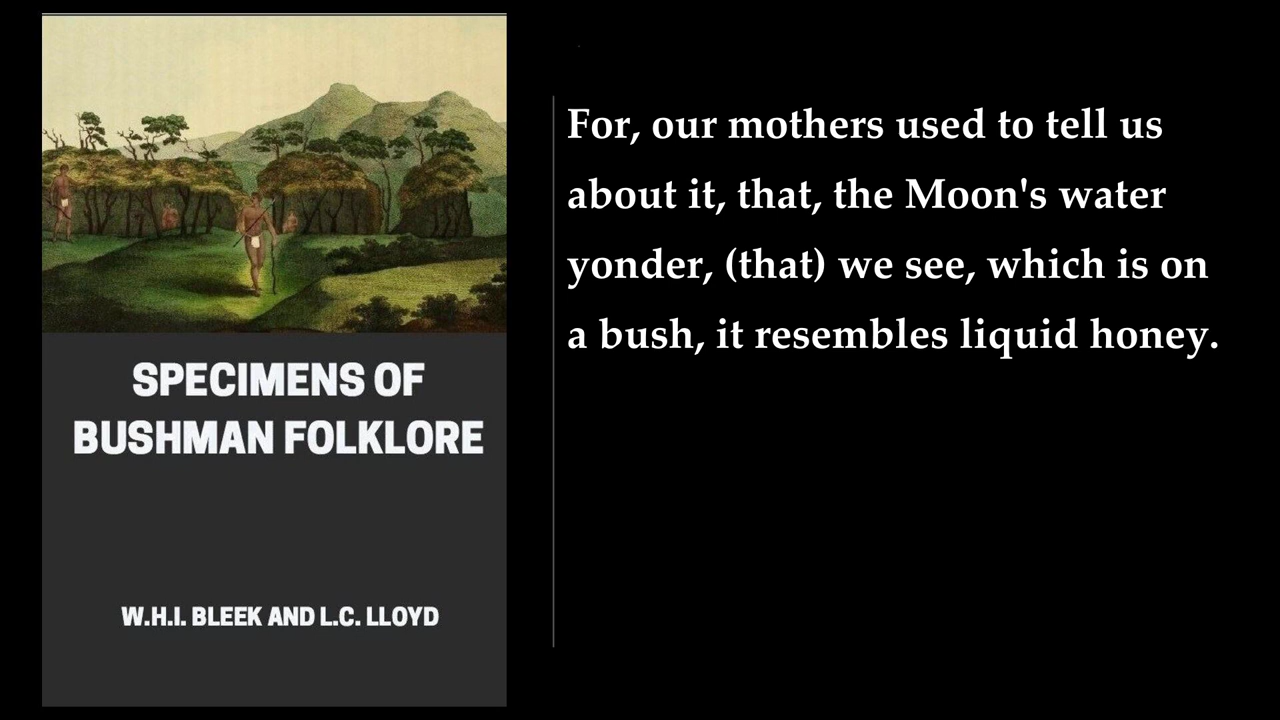 SPECIMENS OF
BUSHMAN FOLKLORE
W.H.I. BLEEK AND L.C. LLOYD
For, our mothers used to tell us
about it, that, the Moon's water
yonder, (that) we see, which is on
a bush, it resembles liquid honey.